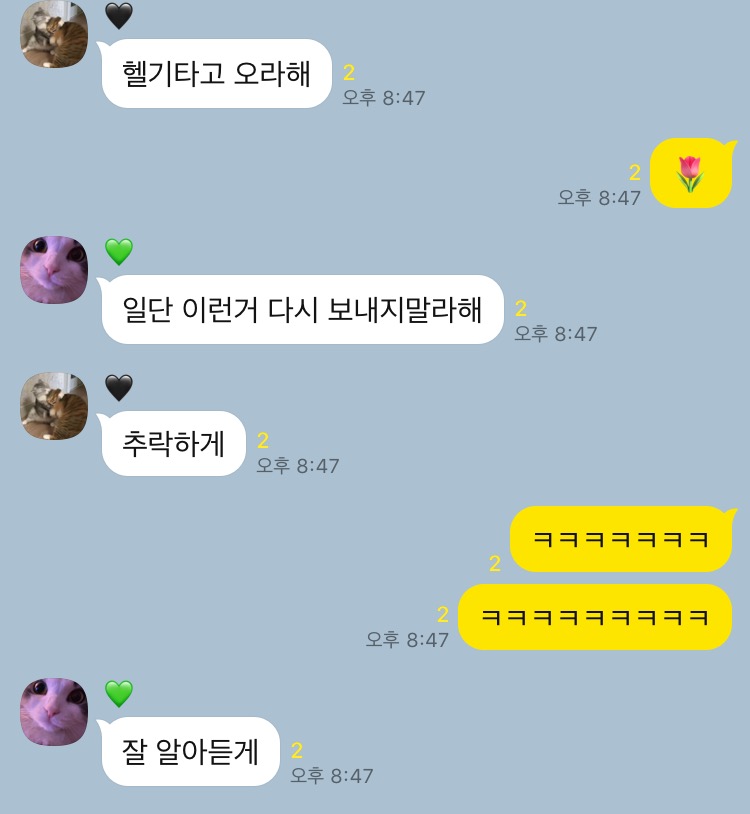 🖤
헬기타고 오라해
2
오후 8:47
2
오후 8:47
🌷
💚
일단 이런거 다시 보내지말라해
2
오후 8:47
🖤
추락하게
2
오후 8:47
ㅋㅋㅋㅋㅋㅋㅋ
2
ㅋㅋㅋㅋㅋㅋㅋㅋㅋ
2
오후 8:47
💚
잘 알아듣게
2
오후 8:47